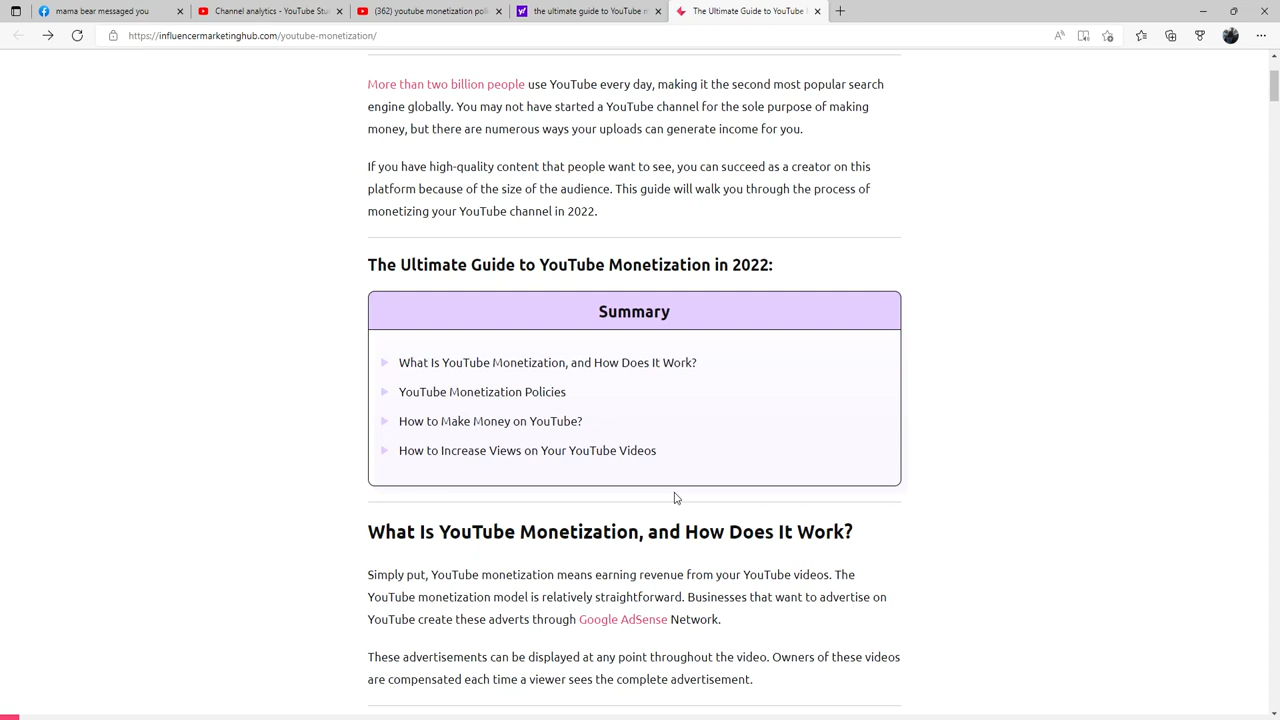 mama bear messaged you
Channel analytics - YouTube Stu
(362) youtube monetization poli
the ultimate guide to YouTube m
The Ultimate Guide to YouTube
https://influencermarketinghub.com/youtube-monetization/
More than two billion people use YouTube every day, making it the second most popular search
engine globally. You may not have started a YouTube channel for the sole purpose of making
money, but there are numerous ways your uploads can generate income for you.
If you have high-quality content that people want to see, you can succeed as a creator on this
platform because of the size of the audience. This guide will walk you through the process of
monetizing your YouTube channel in 2022.
The Ultimate Guide to YouTube Monetization in 2022:
Summary
What Is YouTube Monetization, and How Does It Work?
YouTube Monetization Policies
How to Make Money on YouTube?
How to Increase Views on Your YouTube Videos
What Is YouTube Monetization, and How Does It Work?
Simply put, YouTube monetization means earning revenue from your YouTube videos. The
YouTube monetization model is relatively straightforward. Businesses that want to advertise on
YouTube create these adverts through Google AdSense Network.
These advertisements can be displayed at any point throughout the video. Owners of these videos
are compensated each time a viewer sees the complete advertisement.